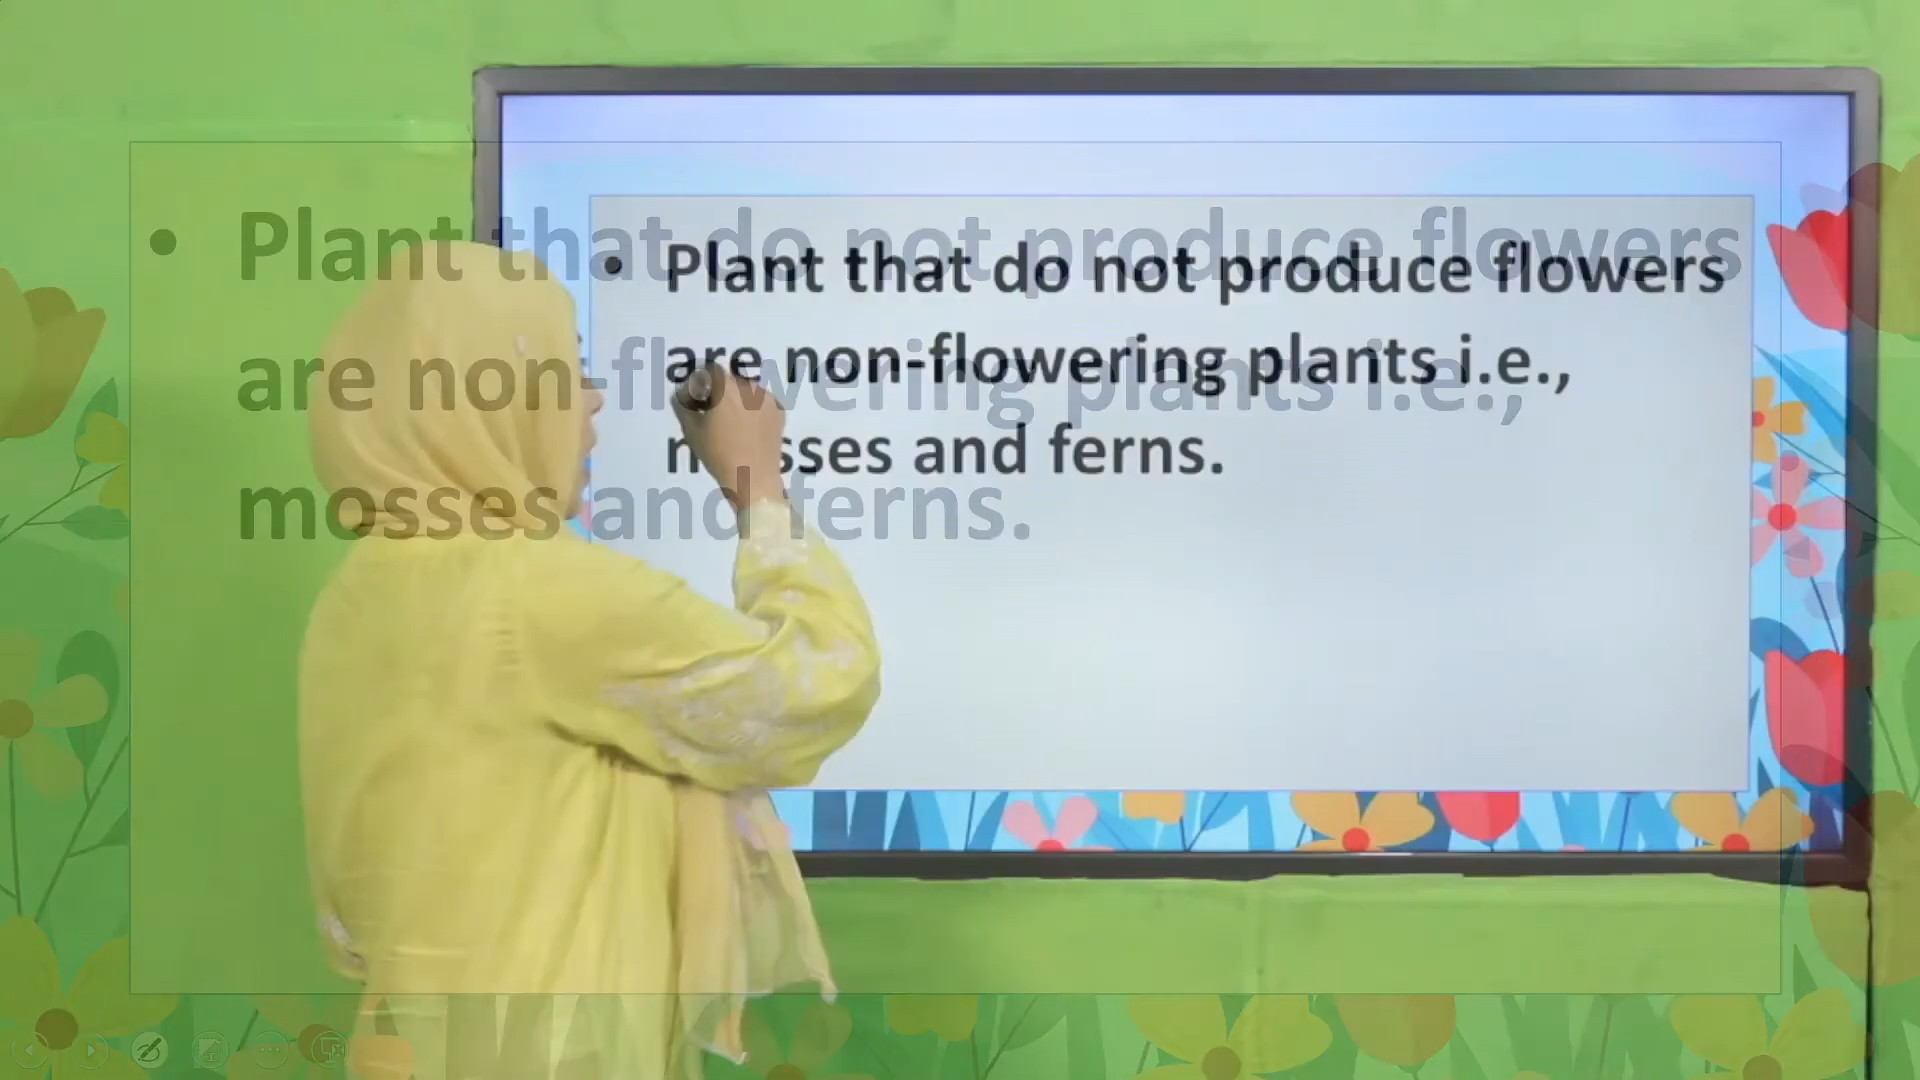 • Plant that do not produce flowers
are non-flowering plants i.e.,
mosses and ferns.
• Plant that do not produce flowers
are non-flowering plants i.e.,
mosses and ferns.